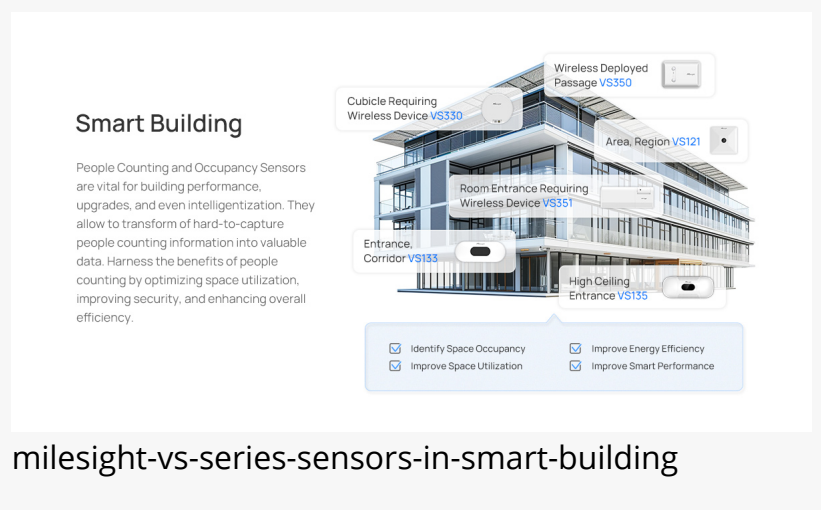 Smart Building
People Counting and Occupancy Sensors
are vital for building performance,
upgrades, and even intelligentization. They
allow to transform of hard-to-capture
people counting information into valuable
data. Harness the benefits of people
counting by optimizing space utilization,
improving security, and enhancing overall
efficiency.
Wireless Deployed
Passage VS350
Cubicle Requiring
Wireless Device VS330
Area, Region VS121
Room Entrance Requiring
Wireless Device VS351
Entrance,
Corridor VS133
High Ceiling
Entrance VS135
Identify Space Occupancy
Improve Energy Efficiency
Improve Space Utilization
Improve Smart Performance
milesight-vs-series-sensors-in-smart-building